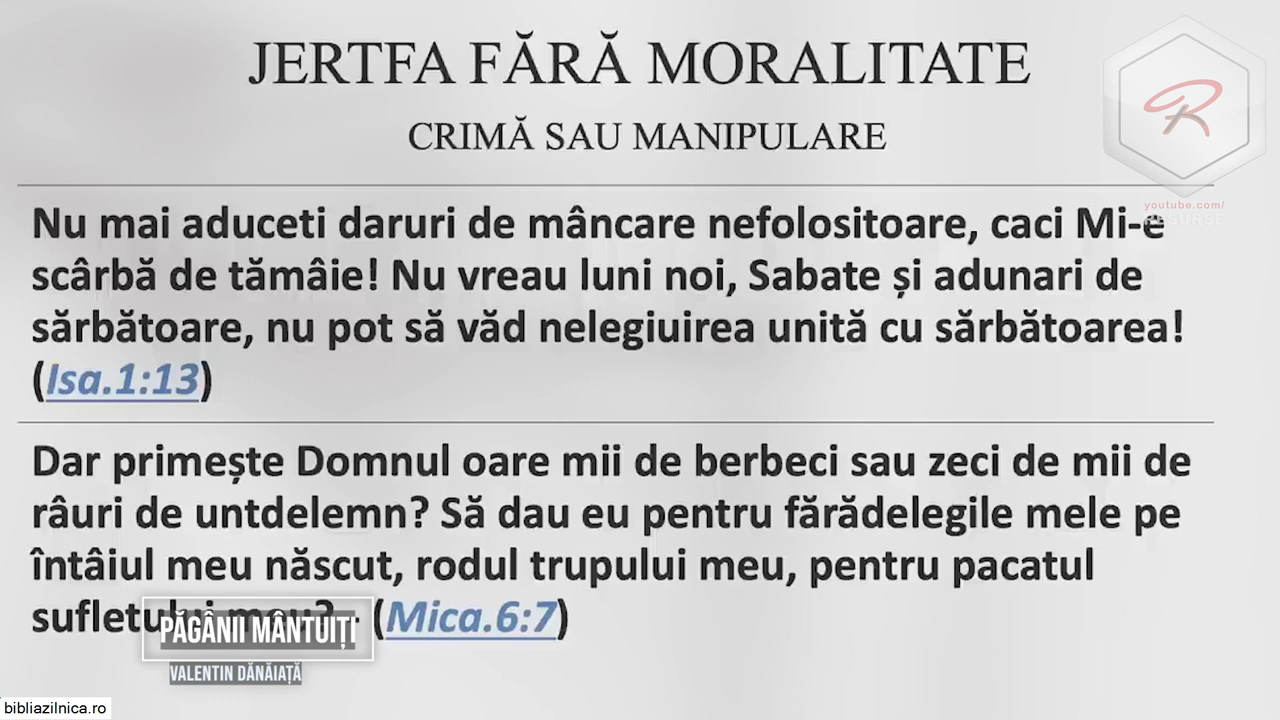 JERTFA FĂRĂ MORALITATE
CRIMĂ SAU MANIPULARE
R
youtube.com/
RESURSE
Nu mai aduceti daruri de mâncare nefolositoare, caci Mi-e
scârbă de tămâie! Nu vreau luni noi, Sabate și adunari de
sărbătoare, nu pot să văd nelegiuirea unită cu sărbătoarea!
(Isa.1:13)
Dar primește Domnul oare mii de berbeci sau zeci de mii de
râuri de untdelemn? Să dau eu pentru fărădelegile mele pe
întâiul meu născut, rodul trupului meu, pentru pacatul
sufletului meu? - (Mica.6:7)
PĂGÂNII MÂNTUIȚI
VALENTIN DĂNĂIAȚĂ
bibliazilnica.ro